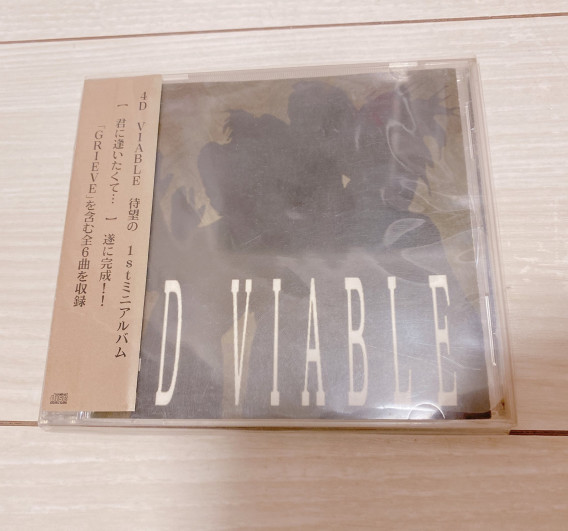 4D VIABLE 待望の 1stミニアルバム
― 君に逢いたくて… ― 遂に完成!!
「GRIEVE」を含む全6曲を収録
4D VIABLE